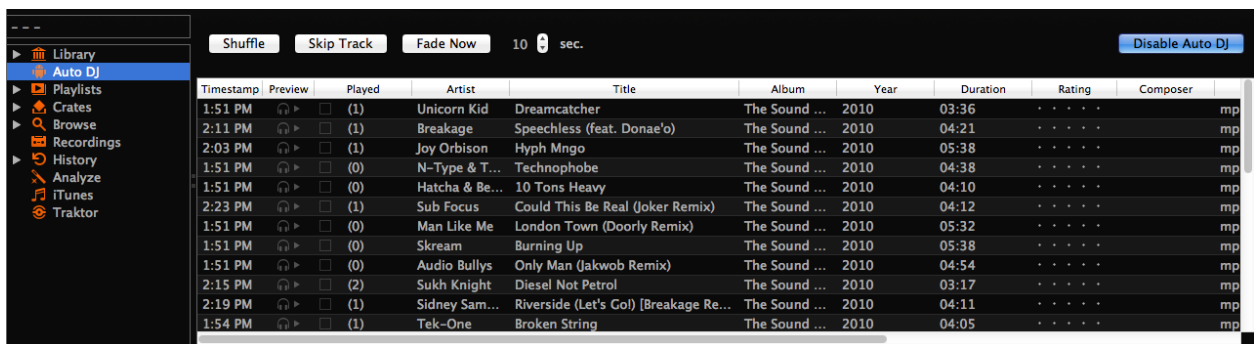 - - -
Library
Auto DJ
Playlists
Crates
Browse
Recordings
History
Analyze
iTunes
Traktor
Shuffle Skip Track Fade Now 10 sec. Disable Auto DJ
Timestamp Preview Played Artist Title Album Year Duration Rating Composer
1:51 PM (1) Unicorn Kid Dreamcatcher The Sound ... 2010 03:36 mp
2:11 PM (1) Breakage Speechless (feat. Donae'o) The Sound ... 2010 04:21 mp
2:03 PM (1) Joy Orbison Hyph Mngo The Sound ... 2010 05:38 mp
1:51 PM (0) N-Type & T... Technophobe The Sound ... 2010 04:38 mp
1:51 PM (0) Hatcha & Be... 10 Tons Heavy The Sound ... 2010 04:10 mp
2:23 PM (1) Sub Focus Could This Be Real (Joker Remix) The Sound ... 2010 04:12 mp
1:51 PM (0) Man Like Me London Town (Doorly Remix) The Sound ... 2010 05:32 mp
1:51 PM (0) Skream Burning Up The Sound ... 2010 05:38 mp
1:51 PM (0) Audio Bullys Only Man (Jakwob Remix) The Sound ... 2010 04:54 mp
2:15 PM (2) Sukh Knight Diesel Not Petrol The Sound ... 2010 03:17 mp
2:19 PM (1) Sidney Sam... Riverside (Let's Go!) [Breakage Re... The Sound ... 2010 04:11 mp
1:54 PM (1) Tek-One Broken String The Sound ... 2010 04:05 mp